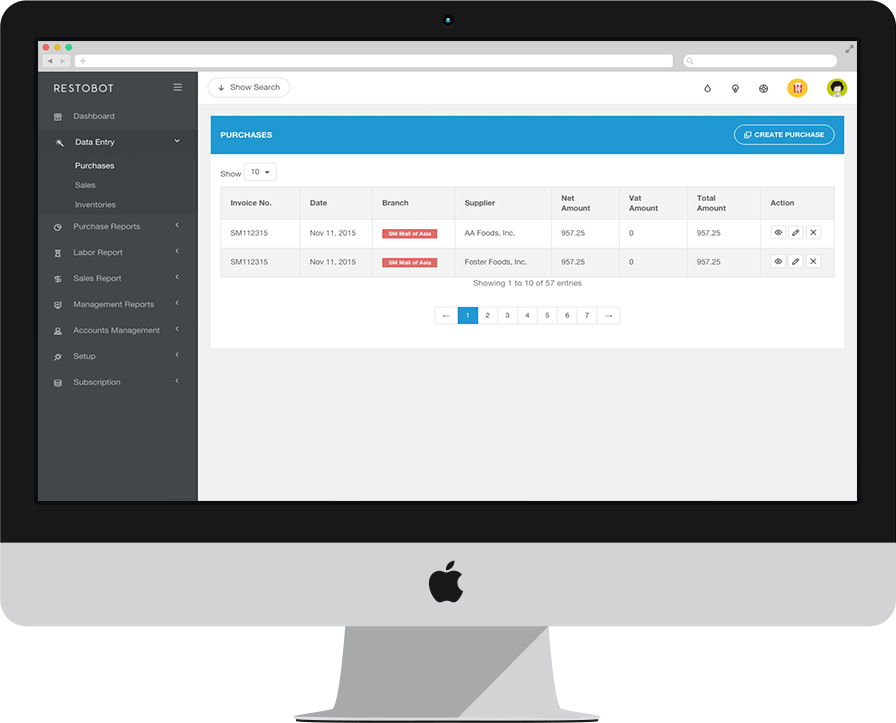 RESTOBOT
Show Search
Dashboard
Data Entry
Purchases
Sales
Inventories
Purchase Reports
Labor Report
Sales Report
Management Reports
Accounts Management
Setup
Subscription
PURCHASES
CREATE PURCHASE
Show 10
Invoice No. Date Branch Supplier Net Amount Vat Amount Total Amount Action
SM112315 Nov 11, 2015 SM Mall of Asia AA Foods, Inc. 957.25 0 957.25
SM112315 Nov 11, 2015 SM Mall of Asia Foster Foods, Inc. 957.25 0 957.25
Showing 1 to 10 of 57 entries
← 1 2 3 4 5 6 7 →